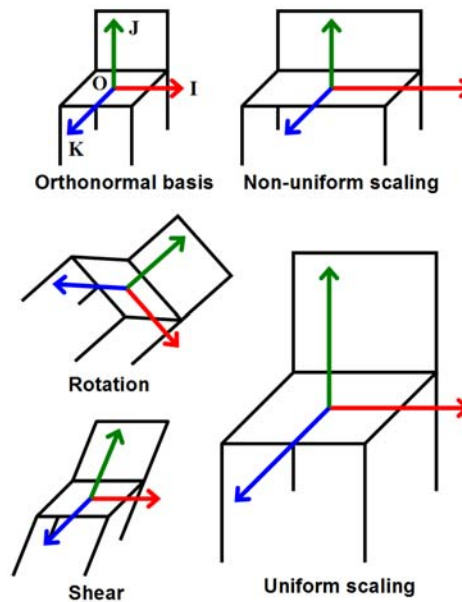 J
O
I
K
Orthonormal basis
Non-uniform scaling
Rotation
Shear
Uniform scaling